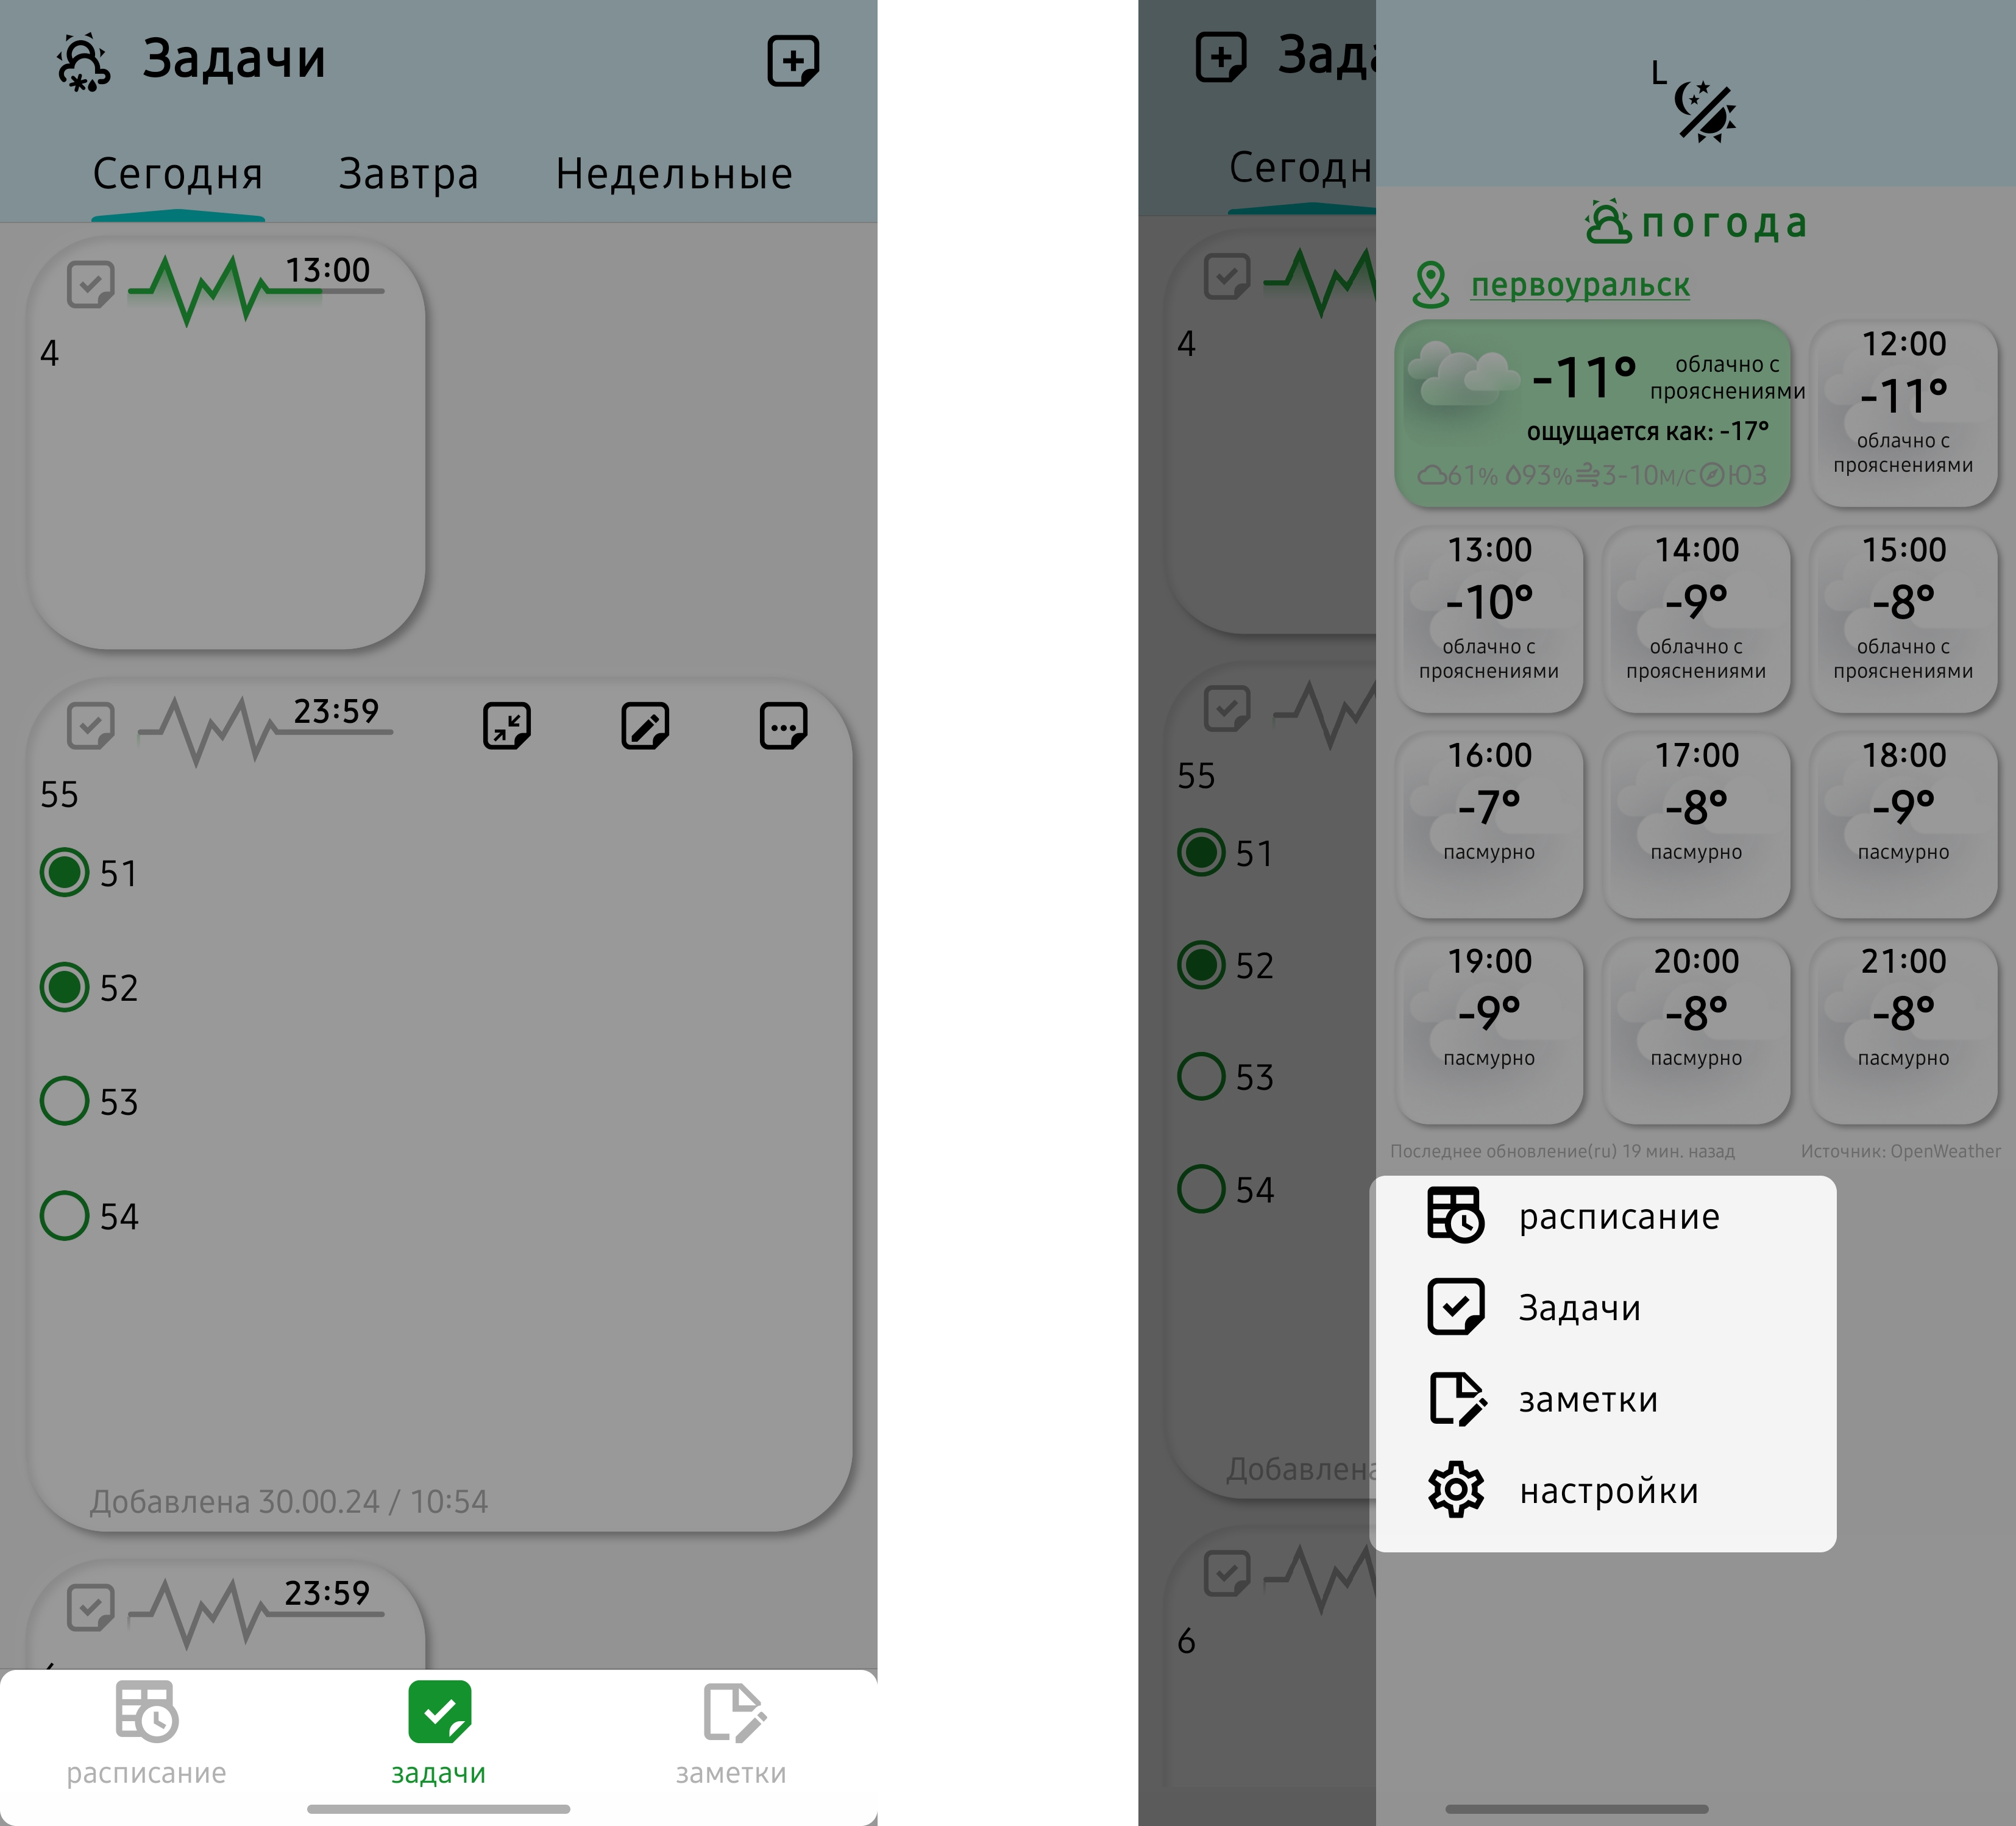 Задачи
Сегодня Завтра Недельные
13:00
4
23:59
55
51
52
53
54
Добавлена 30.00.24 / 10:54
23:59
расписание задачи заметки
Зада
Сегодн
4
55
51
52
53
54
Добавлена
6
L
погода
первоуральск
-11° облачно с
прояснениями
ощущается как: -17°
61% 93% 3-10м/с ЮЗ
12:00
-11°
облачно с
прояснениями
13:00
-10°
облачно с
прояснениями
14:00
-9°
облачно с
прояснениями
15:00
-8°
облачно с
прояснениями
16:00
-7°
пасмурно
17:00
-8°
пасмурно
18:00
-9°
пасмурно
19:00
-9°
пасмурно
20:00
-8°
пасмурно
21:00
-8°
пасмурно
Последнее обновление(ru) 19 мин. назад Источник: OpenWeather
расписание
Задачи
заметки
настройки